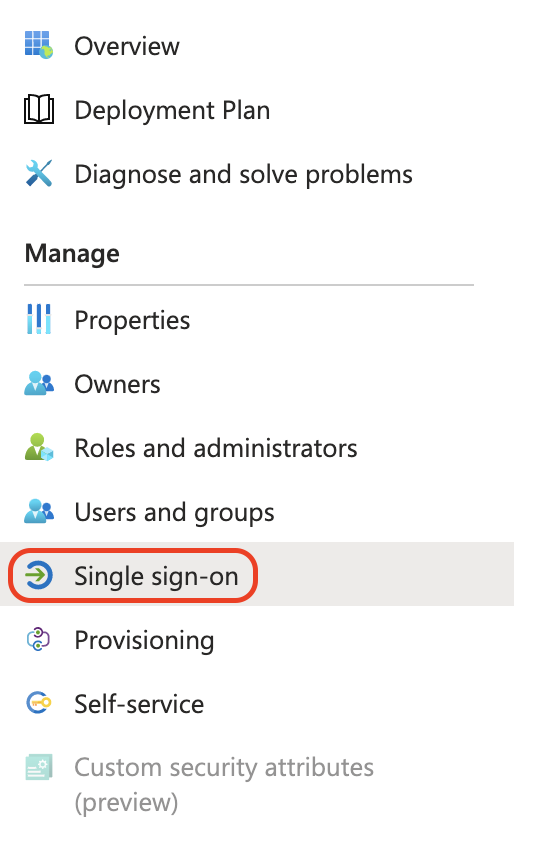 Overview
Deployment Plan
Diagnose and solve problems
Manage
Properties
Owners
Roles and administrators
Users and groups
Single sign-on
Provisioning
Self-service
Custom security attributes
(preview)